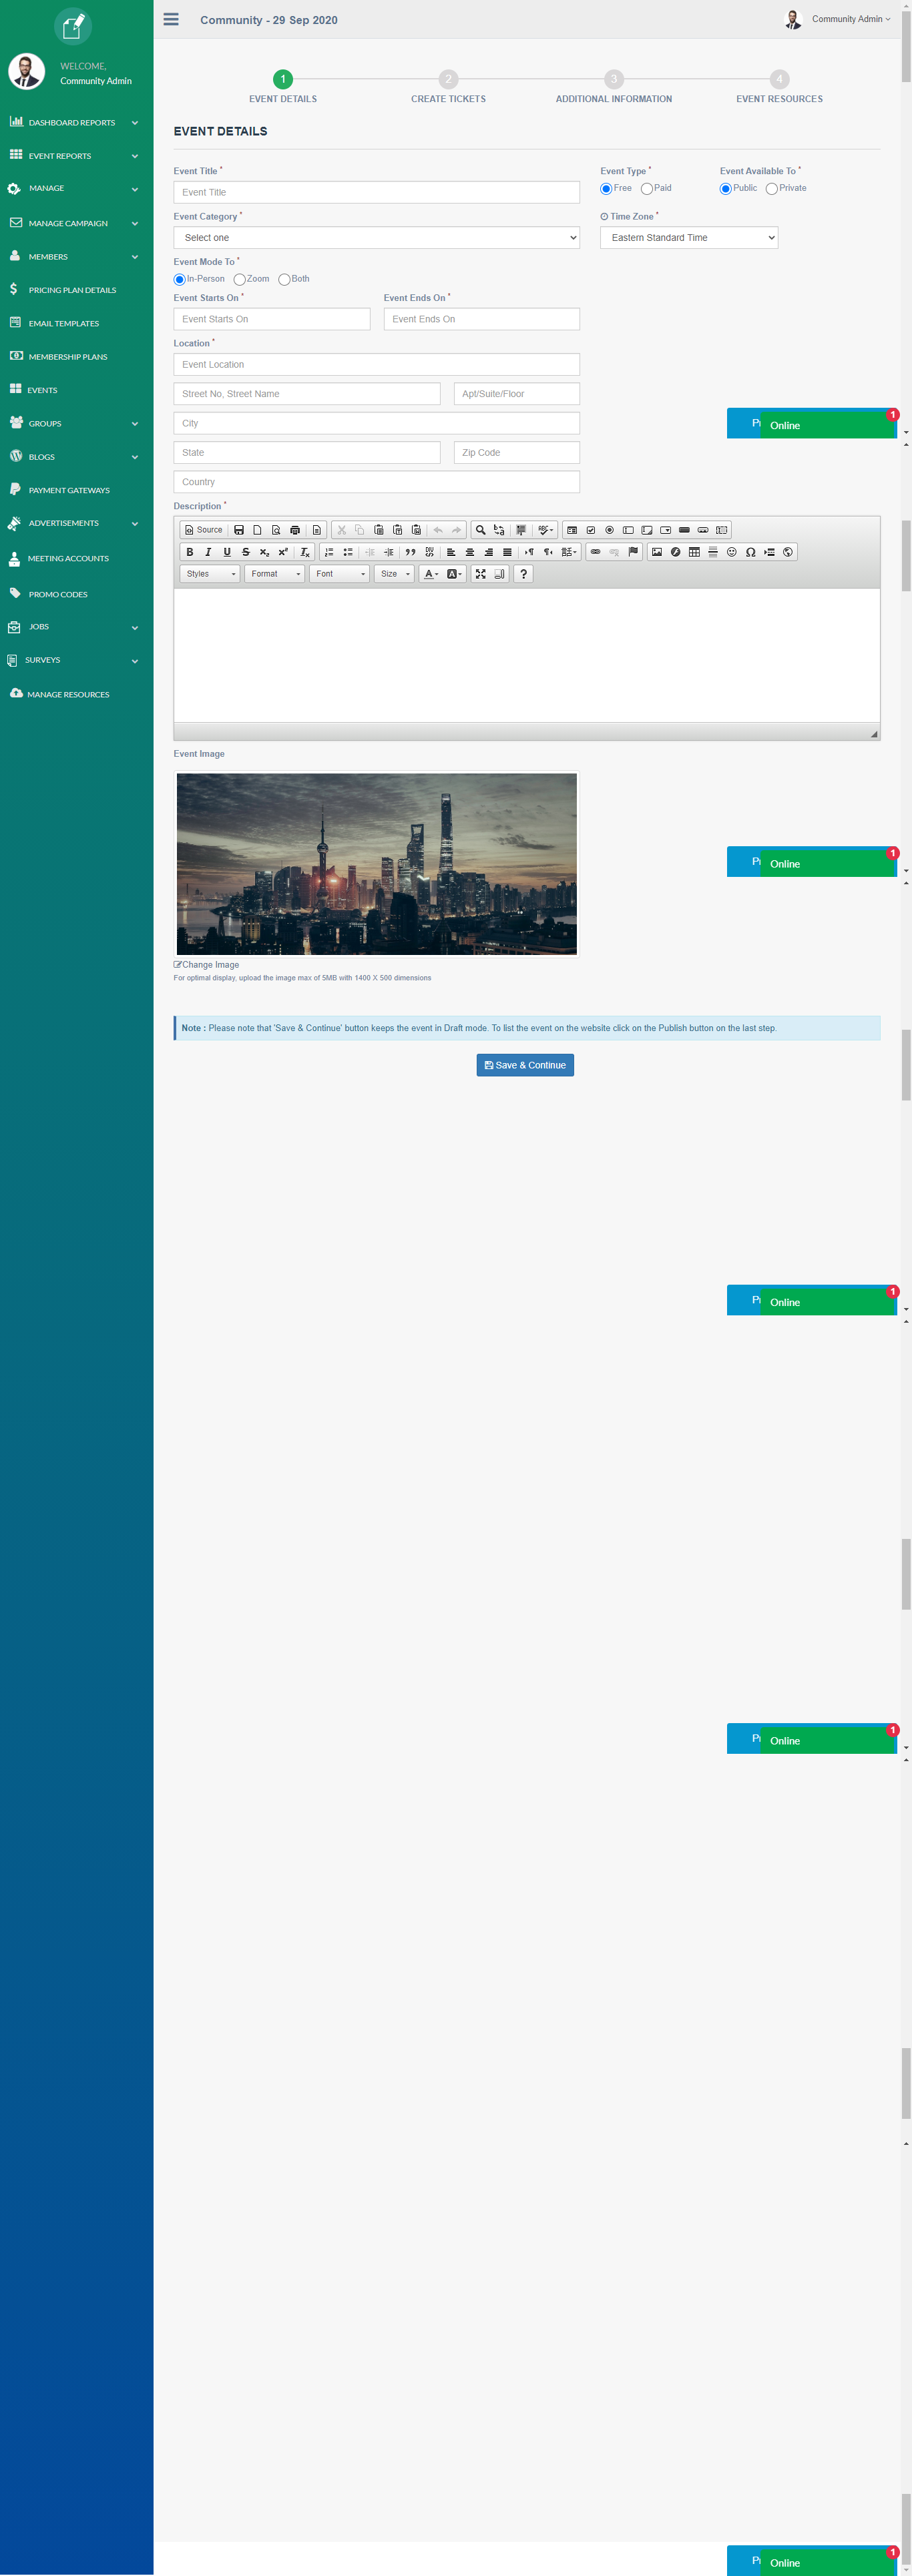 Community - 29 Sep 2020
Community Admin
WELCOME,
Community Admin
DASHBOARD REPORTS
EVENT REPORTS
MANAGE
MANAGE CAMPAIGN
MEMBERS
PRICING PLAN DETAILS
EMAIL TEMPLATES
MEMBERSHIP PLANS
EVENTS
GROUPS
BLOGS
PAYMENT GATEWAYS
ADVERTISEMENTS
MEETING ACCOUNTS
PROMO CODES
JOBS
SURVEYS
MANAGE RESOURCES
1 2 3 4
EVENT DETAILS CREATE TICKETS ADDITIONAL INFORMATION EVENT RESOURCES
EVENT DETAILS
Event Title * Event Type * Event Available To *
Event Title Free Paid Public Private
Event Category * Time Zone *
Select one Eastern Standard Time
Event Mode To *
In-Person Zoom Both
Event Starts On * Event Ends On *
Event Starts On Event Ends On
Location *
Event Location
Street No, Street Name Apt/Suite/Floor
City
Online 1
State Zip Code
Country
Description *
Source
Styles Format Font Size
Event Image
Online 1
Change Image
For optimal display, upload the image max of 5MB with 1400 X 500 dimensions
Note : Please note that 'Save & Continue' button keeps the event in Draft mode. To list the event on the website click on the Publish button on the last step.
Save & Continue
Online 1
Online 1
Online 1